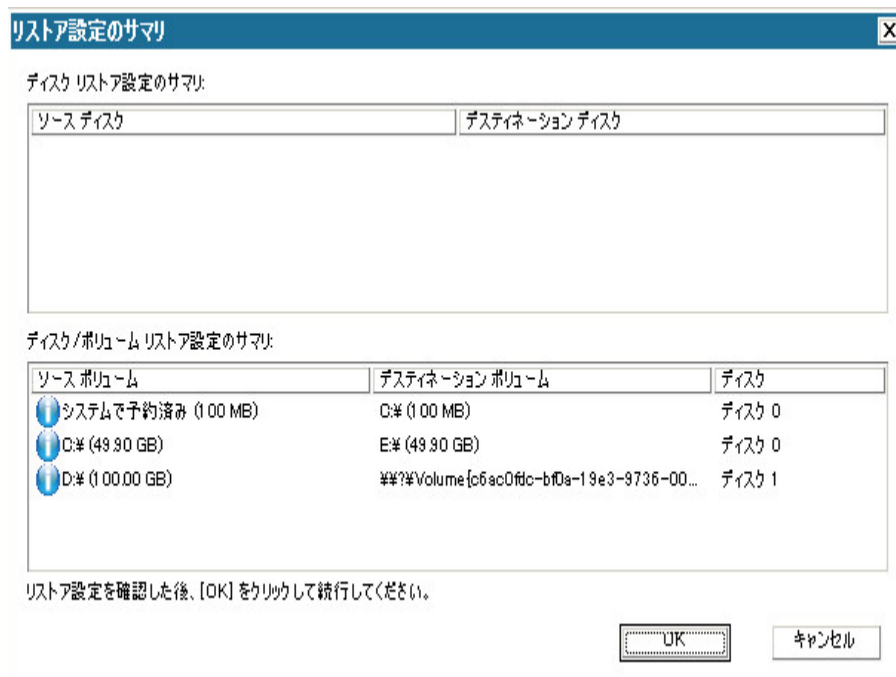 リストア設定のサマリ
ディスク リストア設定のサマリ:
ソース ディスク デスティネーション ディスク
ディスク/ボリューム リストア設定のサマリ:
ソース ボリューム デスティネーション ボリューム ディスク
システムで予約済み (100 MB) C:¥ (100 MB) ディスク 0
C:¥ (49.90 GB) E:¥ (49.90 GB) ディスク 0
D:¥ (100.00 GB) ¥¥?¥Volume{c6ac0fdc-bf0a-19e3-9736-00... ディスク 1
リストア設定を確認した後、[OK] をクリックして続行してください。
OK キャンセル